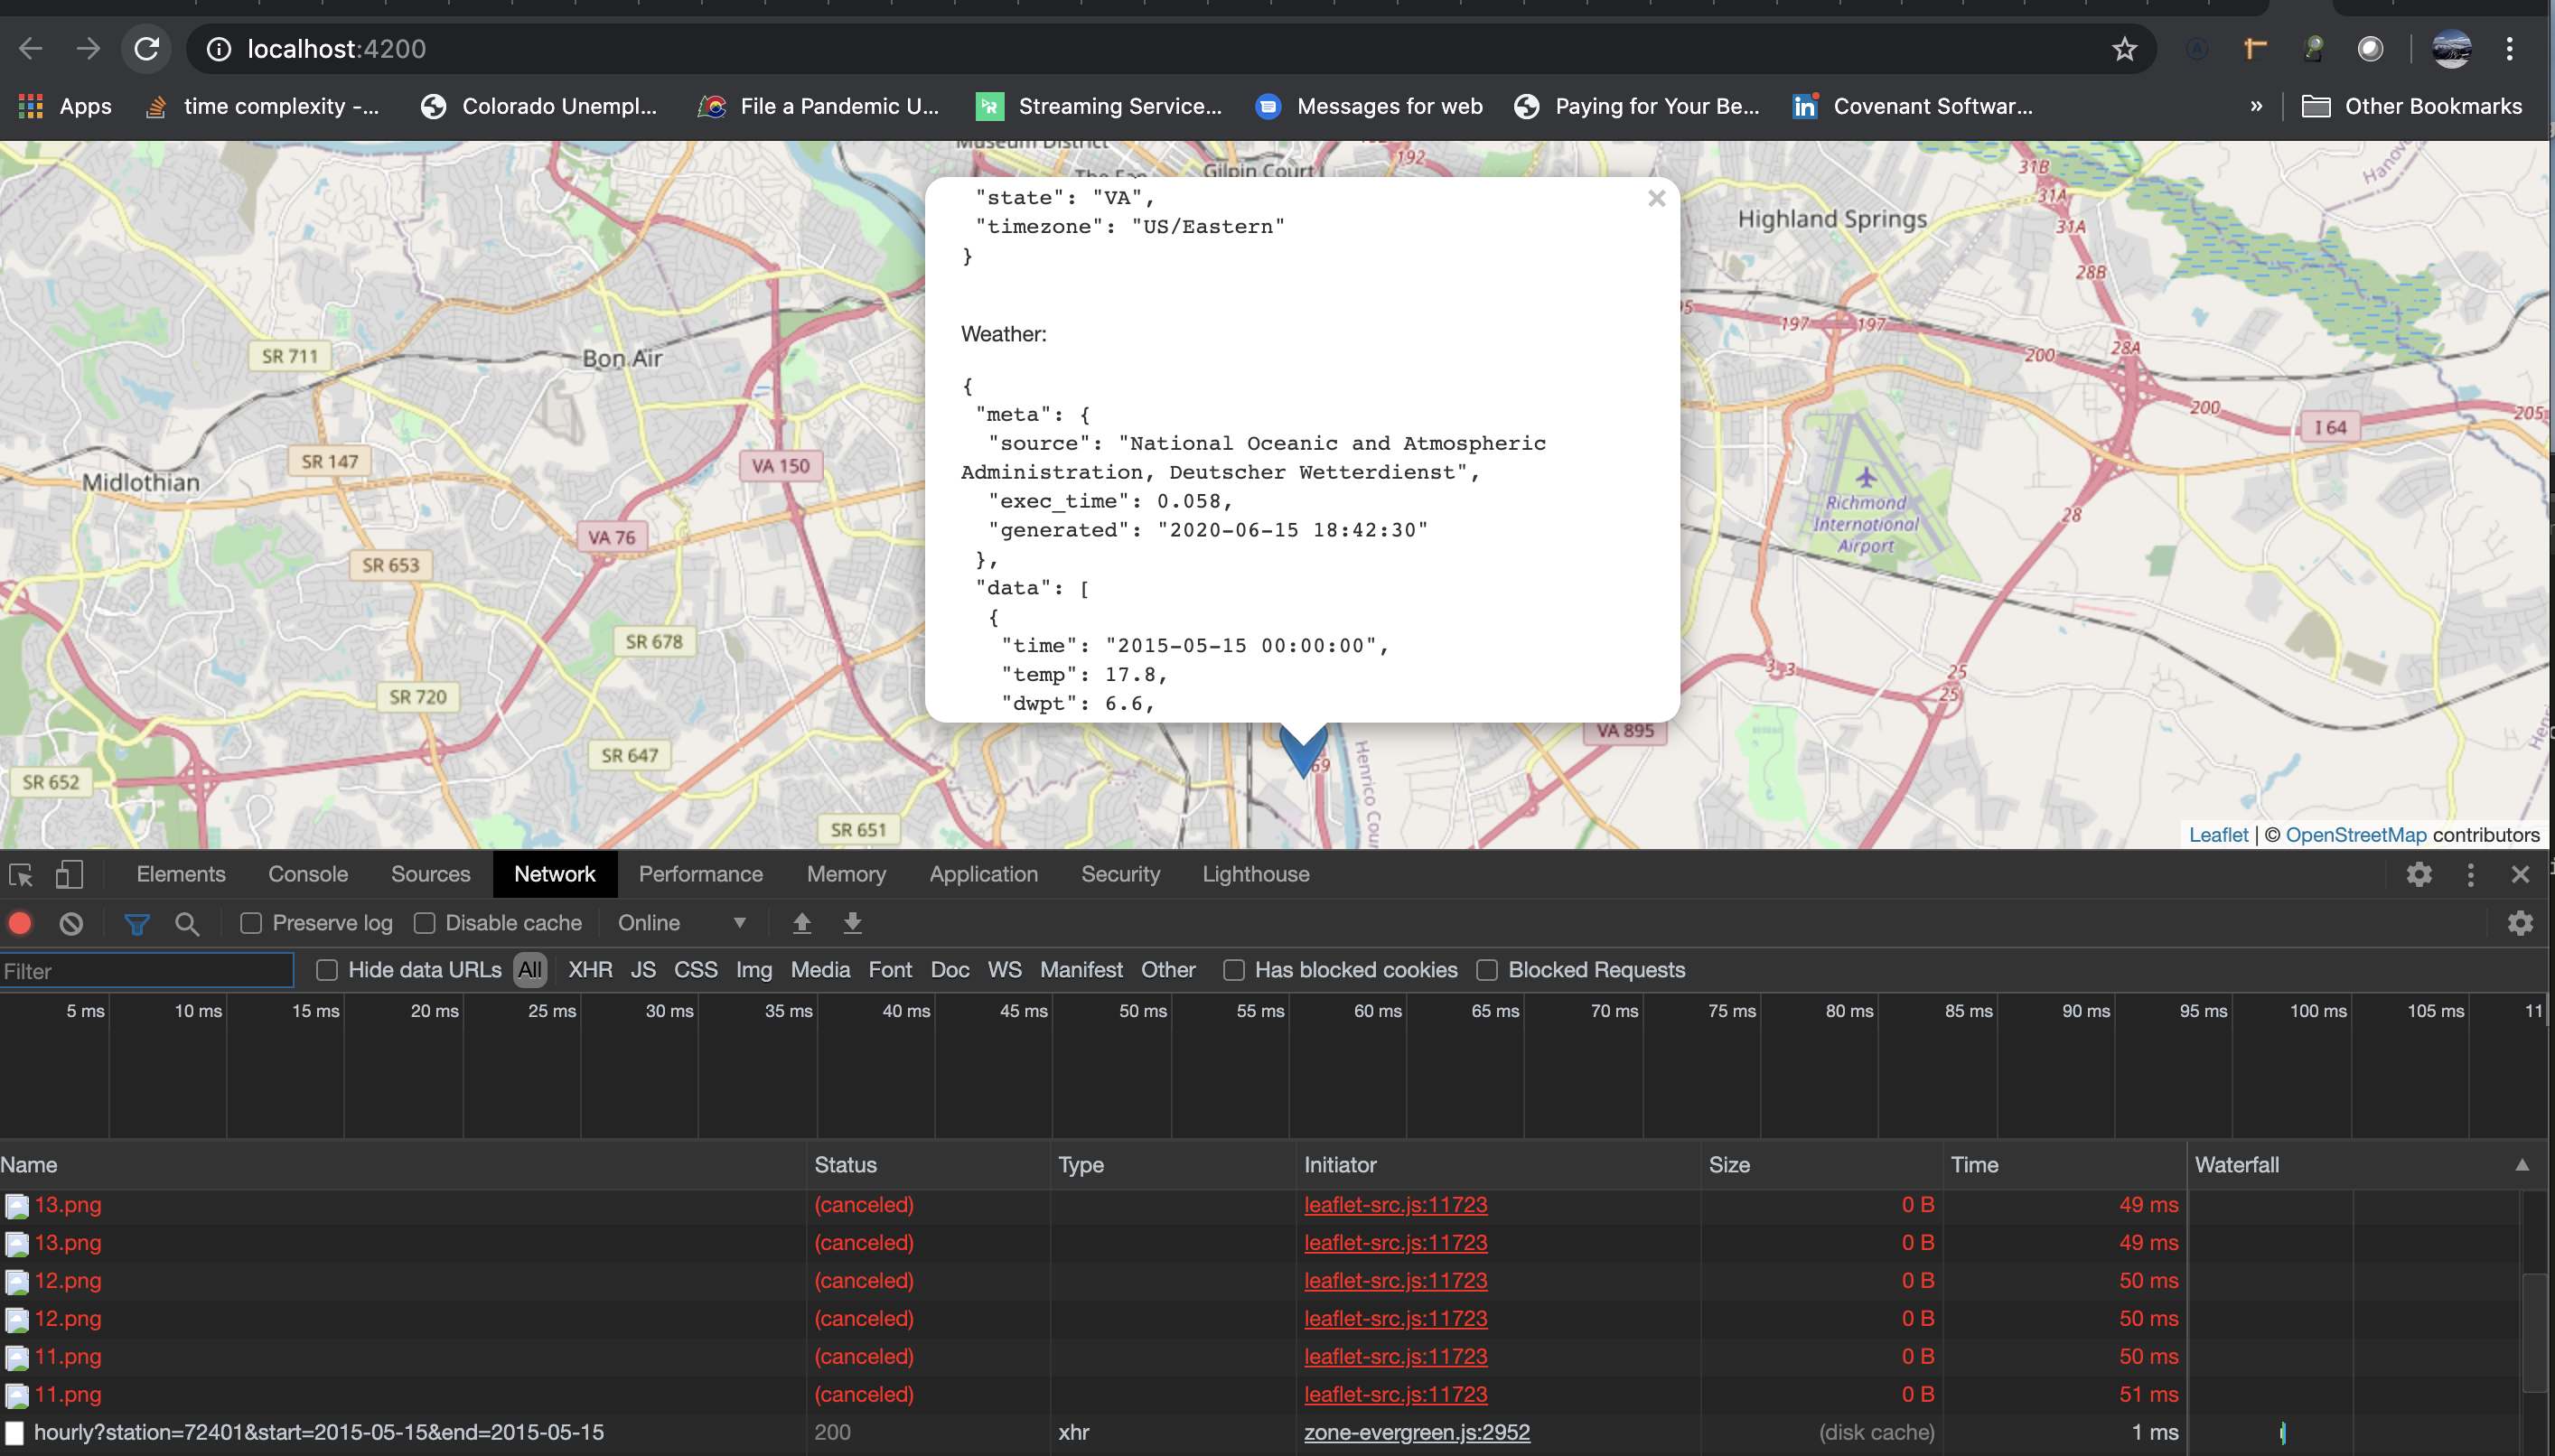 localhost:4200
Apps
time complexity -...
Colorado Unempl...
File a Pandemic U...
Streaming Service...
Messages for web
Paying for Your Be...
Covenant Softwar...
»
Other Bookmarks
Museum District
The Fan
Gilpin Court
192
31B
31A
31A
28B
Highland Springs
197
197
200
28A
200
I 64
205
28
Richmond
International
Airport
25
25
SR 711
Bon Air
SR 147
Midlothian
VA 150
VA 76
SR 653
SR 678
SR 720
SR 647
SR 652
SR 651
VA 895
69
"state": "VA",
"timezone": "US/Eastern"
}
Weather:
{
"meta": {
"source": "National Oceanic and Atmospheric
Administration, Deutscher Wetterdienst",
"exec_time": 0.058,
"generated": "2020-06-15 18:42:30"
},
"data": [
{
"time": "2015-05-15 00:00:00",
"temp": 17.8,
"dwpt": 6.6,
Leaflet | © OpenStreetMap contributors
Elements Console Sources Network Performance Memory Application Security Lighthouse
Preserve log Disable cache Online
Filter Hide data URLs All XHR JS CSS Img Media Font Doc WS Manifest Other Has blocked cookies Blocked Requests
5 ms 10 ms 15 ms 20 ms 25 ms 30 ms 35 ms 40 ms 45 ms 50 ms 55 ms 60 ms 65 ms 70 ms 75 ms 80 ms 85 ms 90 ms 95 ms 100 ms 105 ms 11
Name Status Type Initiator Size Time Waterfall
13.png (canceled) leaflet-src.js:11723 0 B 49 ms
13.png (canceled) leaflet-src.js:11723 0 B 49 ms
12.png (canceled) leaflet-src.js:11723 0 B 50 ms
12.png (canceled) leaflet-src.js:11723 0 B 50 ms
11.png (canceled) leaflet-src.js:11723 0 B 50 ms
11.png (canceled) leaflet-src.js:11723 0 B 51 ms
hourly?station=72401&start=2015-05-15&end=2015-05-15 200 xhr zone-evergreen.js:2952 (disk cache) 1 ms